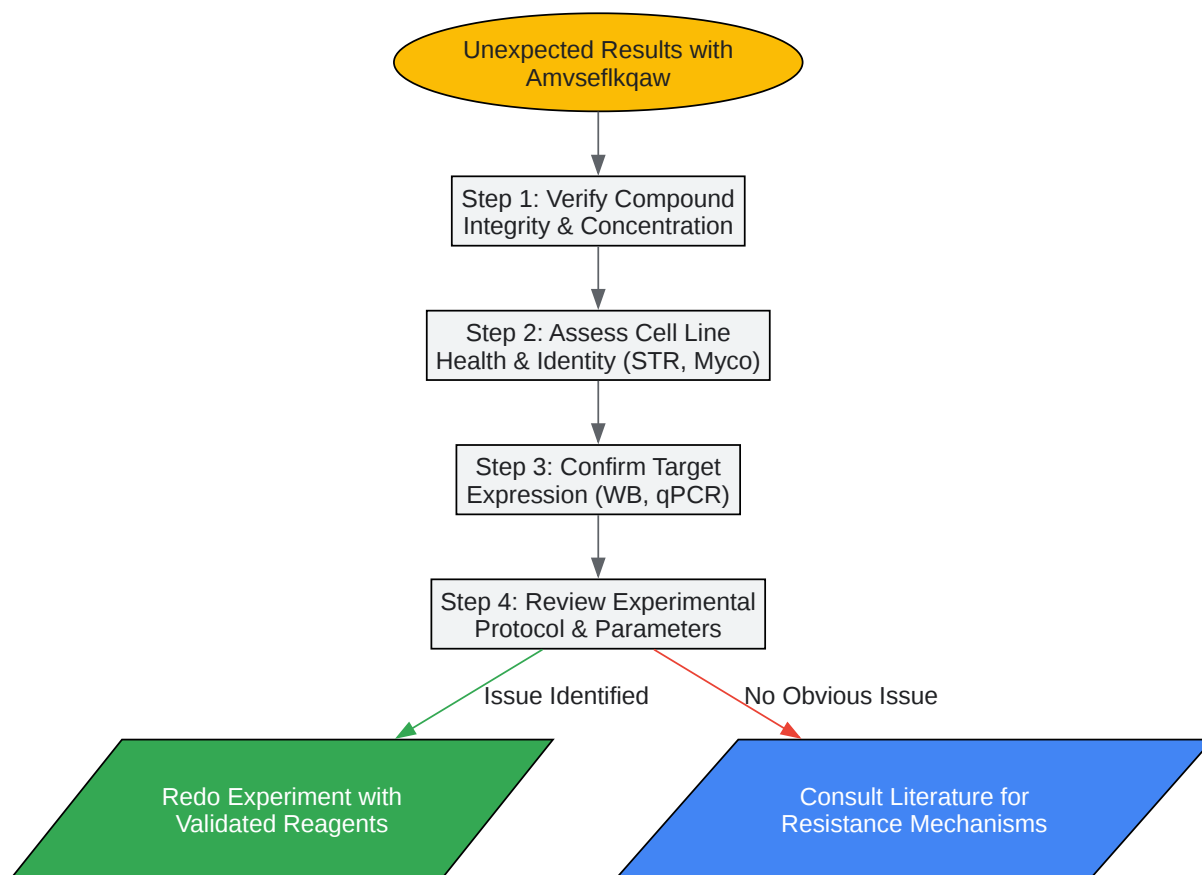 Unexpected Results with
Amvseflkqaw
Step 1: Verify Compound
Integrity & Concentration
Step 2: Assess Cell Line
Health & Identity (STR, Myco)
Step 3: Confirm Target
Expression (WB, qPCR)
Step 4: Review Experimental
Protocol & Parameters
Issue Identified
No Obvious Issue
Redo Experiment with
Validated Reagents
Consult Literature for
Resistance Mechanisms